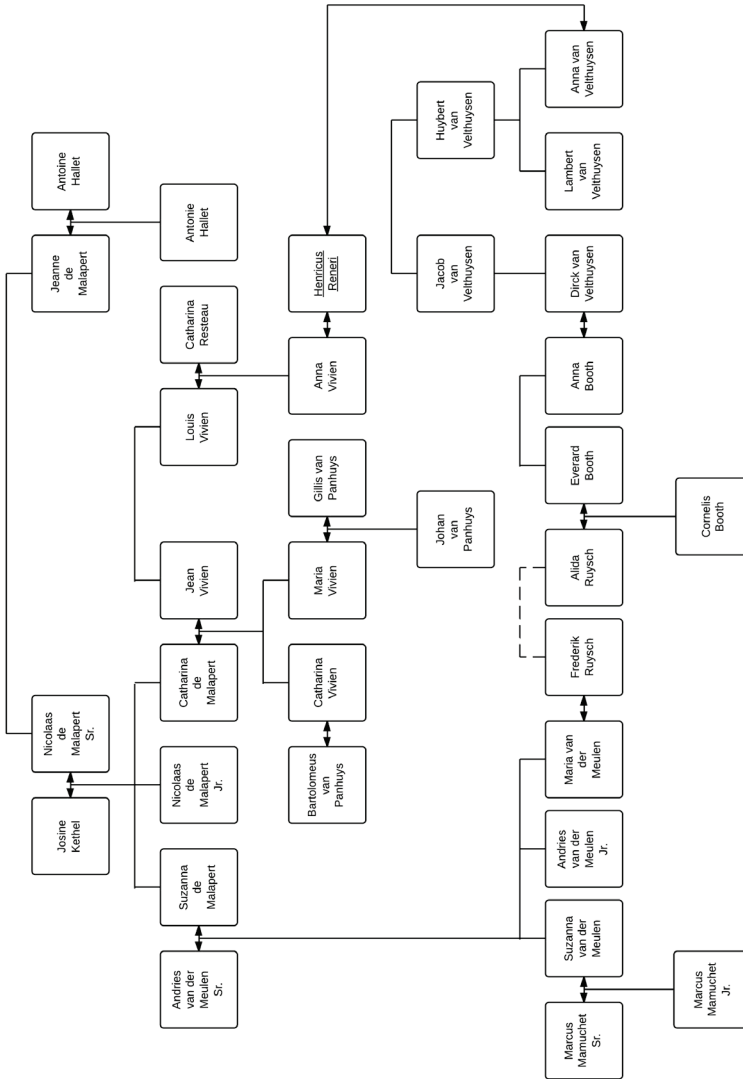 Antoine
Hallet
Jeanne
de
Malapert
Nicolaas
de
Malapert
Sr.
Josine
Kethel
Antonie
Hallet
Catharina
Resteau
Louis
Vivien
Jean
Vivien
Catharina
de
Malapert
Nicolaas
de
Malapert
Jr.
Suzanna
de
Malapert
Andries
van der
Meulen
Sr.
Henricus
Reneri
Anna
Vivien
Gillis van
Panhuys
Maria
Vivien
Catharina
Vivien
Bartolomeus
van
Panhuys
Huybert
van
Velthuysen
Jacob
van
Velthuysen
Johan
van
Panhuys
Anna van
Velthuysen
Lambert
van
Velthuysen
Dirck van
Velthuysen
Anna
Booth
Everard
Booth
Alida
Ruysch
Frederik
Ruysch
Maria van
der
Meulen
Andries
van der
Meulen
Jr.
Suzanna
van der
Meulen
Marcus
Mamuchet
Sr.
Cornelis
Booth
Marcus
Mamuchet
Jr.